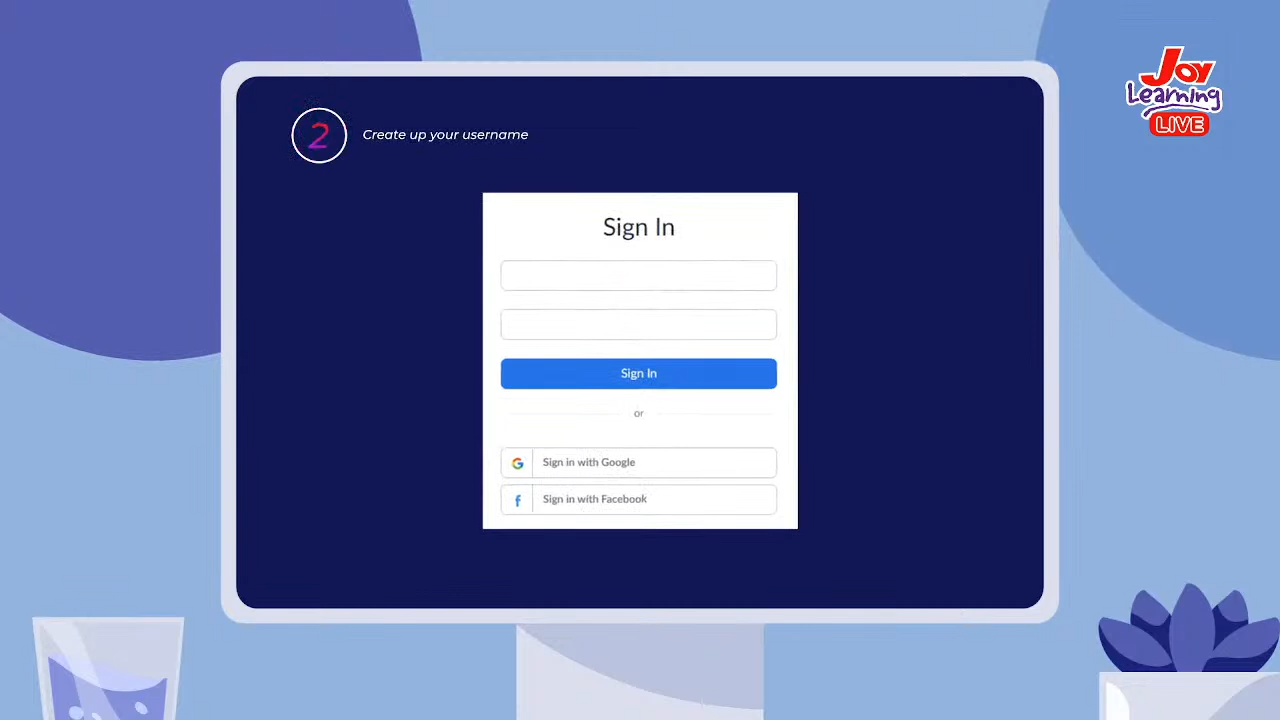 Joy
Learning
LIVE
2
Create up your username
Sign In
Sign In
or
Sign in with Google
Sign in with Facebook